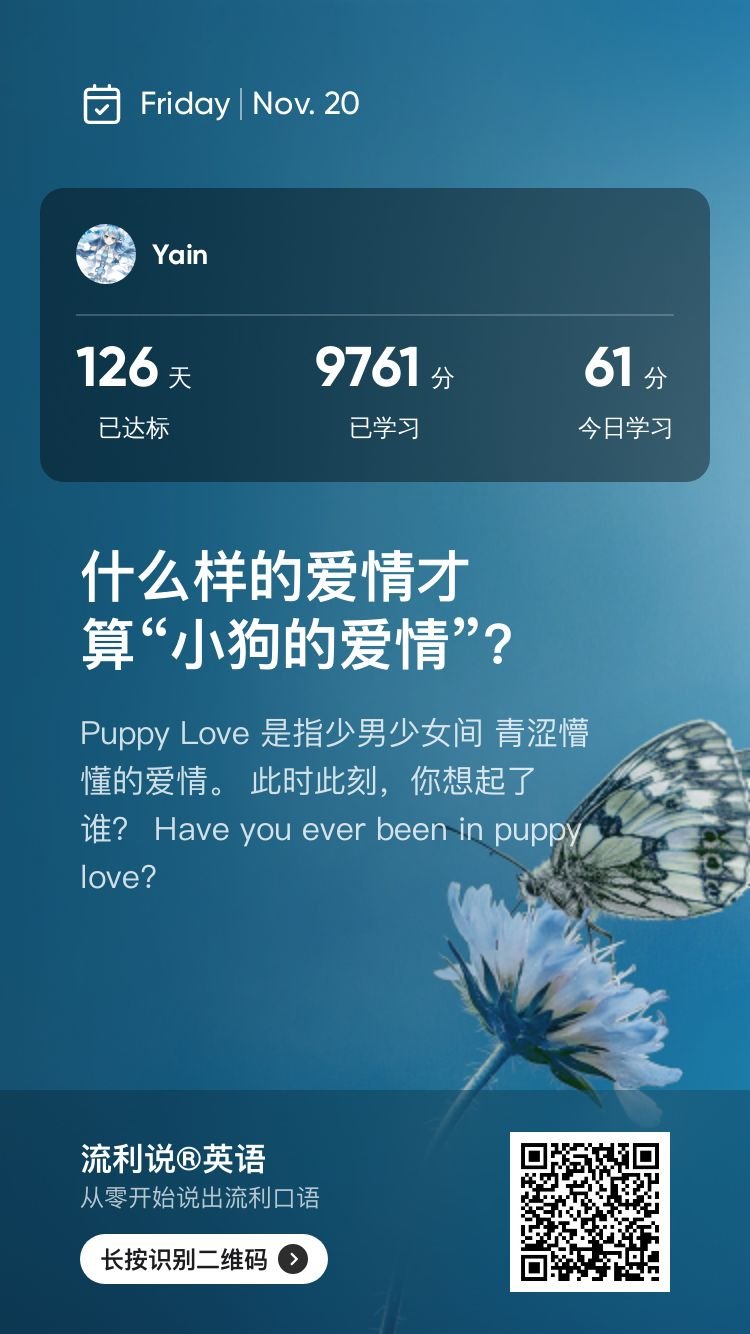 Friday | Nov. 20
Yain
126 天 9761 分 61 分
已达标 已学习 今日学习
什么样的爱情才
算“小狗的爱情”?
Puppy Love 是指少男少女间 青涩懵
懂的爱情。 此时此刻，你想起了
谁? Have you ever been in puppy
love?
流利说®英语
从零开始说出流利口语
长按识别二维码